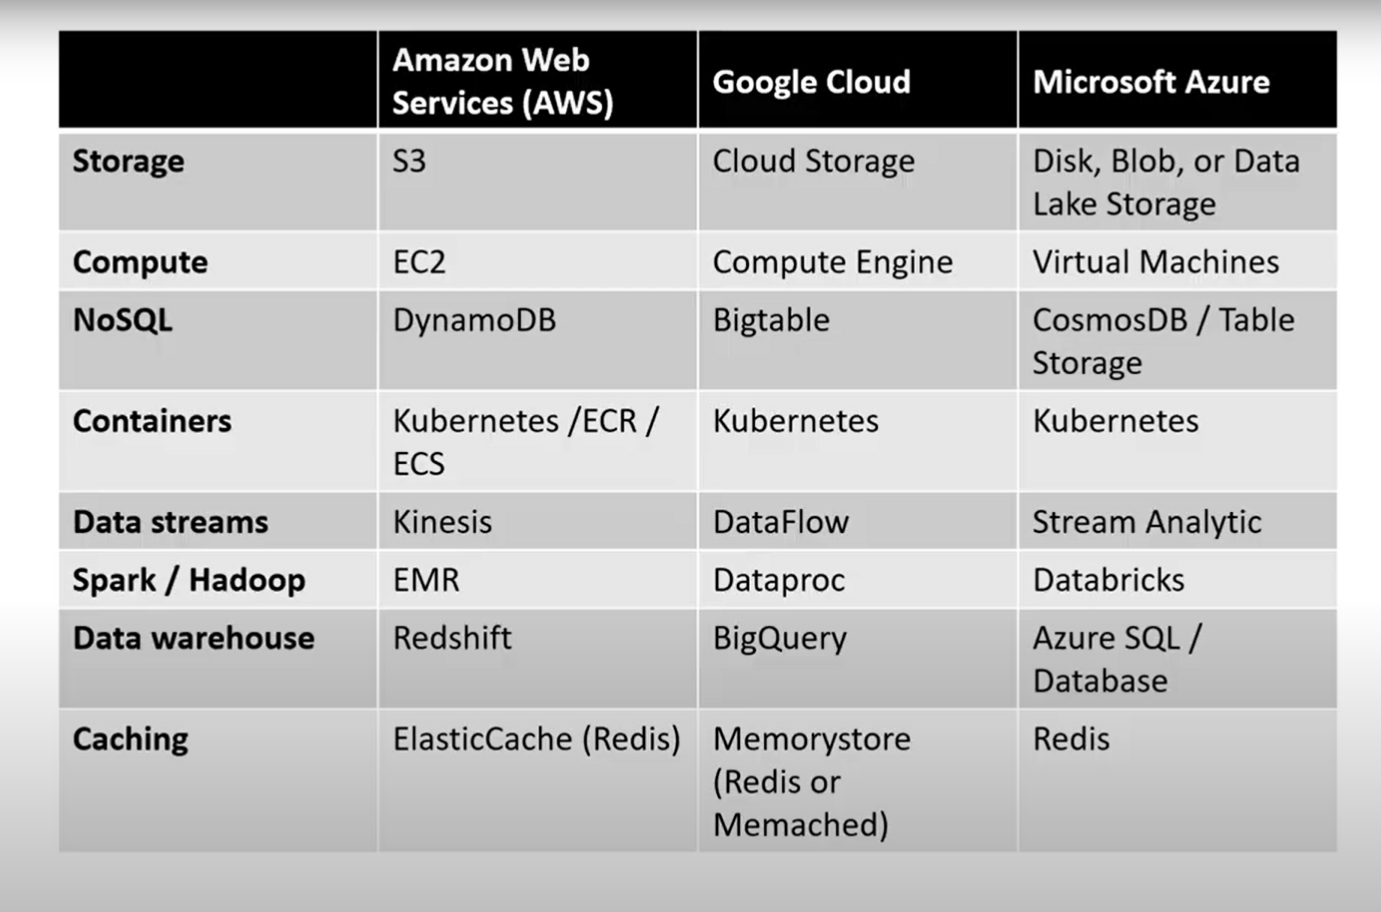 Amazon Web
Services (AWS)
Google Cloud
Microsoft Azure
Storage
S3
Cloud Storage
Disk, Blob, or Data
Lake Storage
Compute
EC2
Compute Engine
Virtual Machines
NoSQL
DynamoDB
Bigtable
CosmosDB / Table
Storage
Containers
Kubernetes /ECR /
ECS
Kubernetes
Kubernetes
Data streams
Kinesis
DataFlow
Stream Analytic
Spark / Hadoop
EMR
Dataproc
Databricks
Data warehouse
Redshift
BigQuery
Azure SQL /
Database
Caching
ElasticCache (Redis)
Memorystore
(Redis or
Memached)
Redis